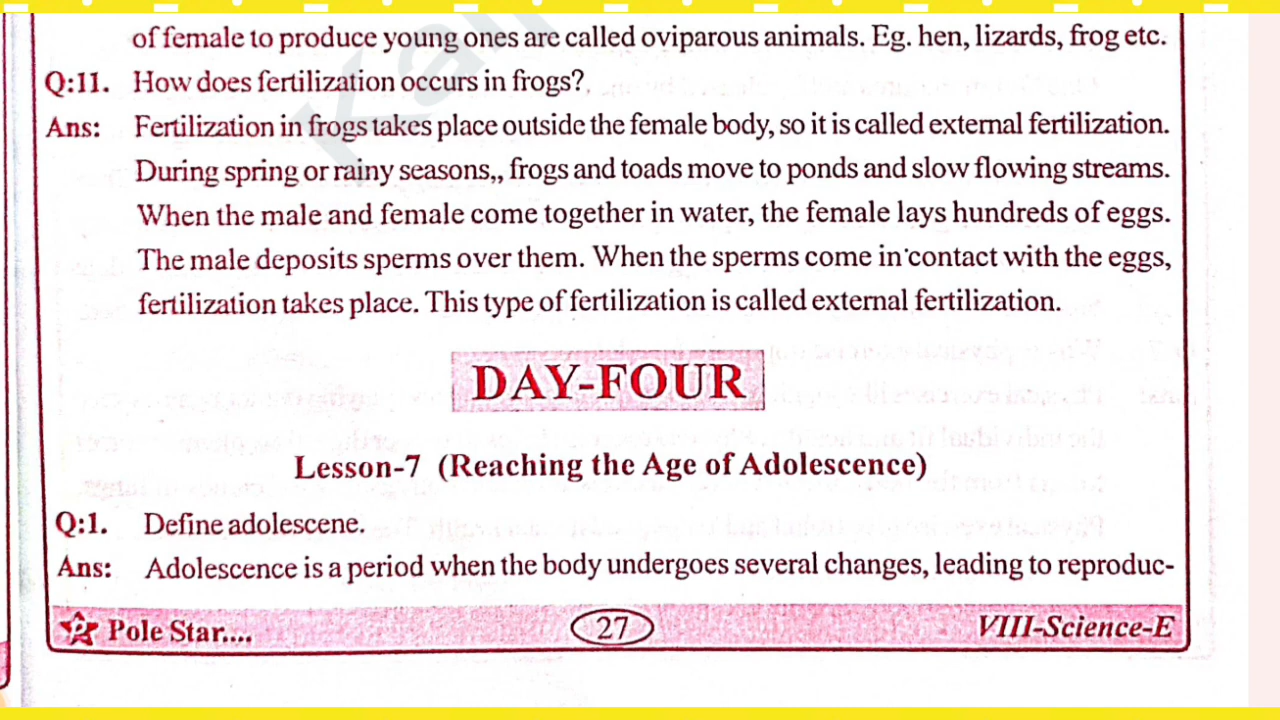 of female to produce young ones are called oviparous animals. Eg. hen, lizards, frog etc.
Q:11. How does fertilization occurs in frogs?
Ans: Fertilization in frogs takes place outside the female body, so it is called external fertilization.
During spring or rainy seasons,, frogs and toads move to ponds and slow flowing streams.
When the male and female come together in water, the female lays hundreds of eggs.
The male deposits sperms over them. When the sperms come in contact with the eggs,
fertilization takes place. This type of fertilization is called external fertilization.
DAY-FOUR
Lesson-7 (Reaching the Age of Adolescence)
Q:1. Define adolescene.
Ans: Adolescence is a period when the body undergoes several changes, leading to reproduc-
Pole Star.... 27 VIII-Science-E